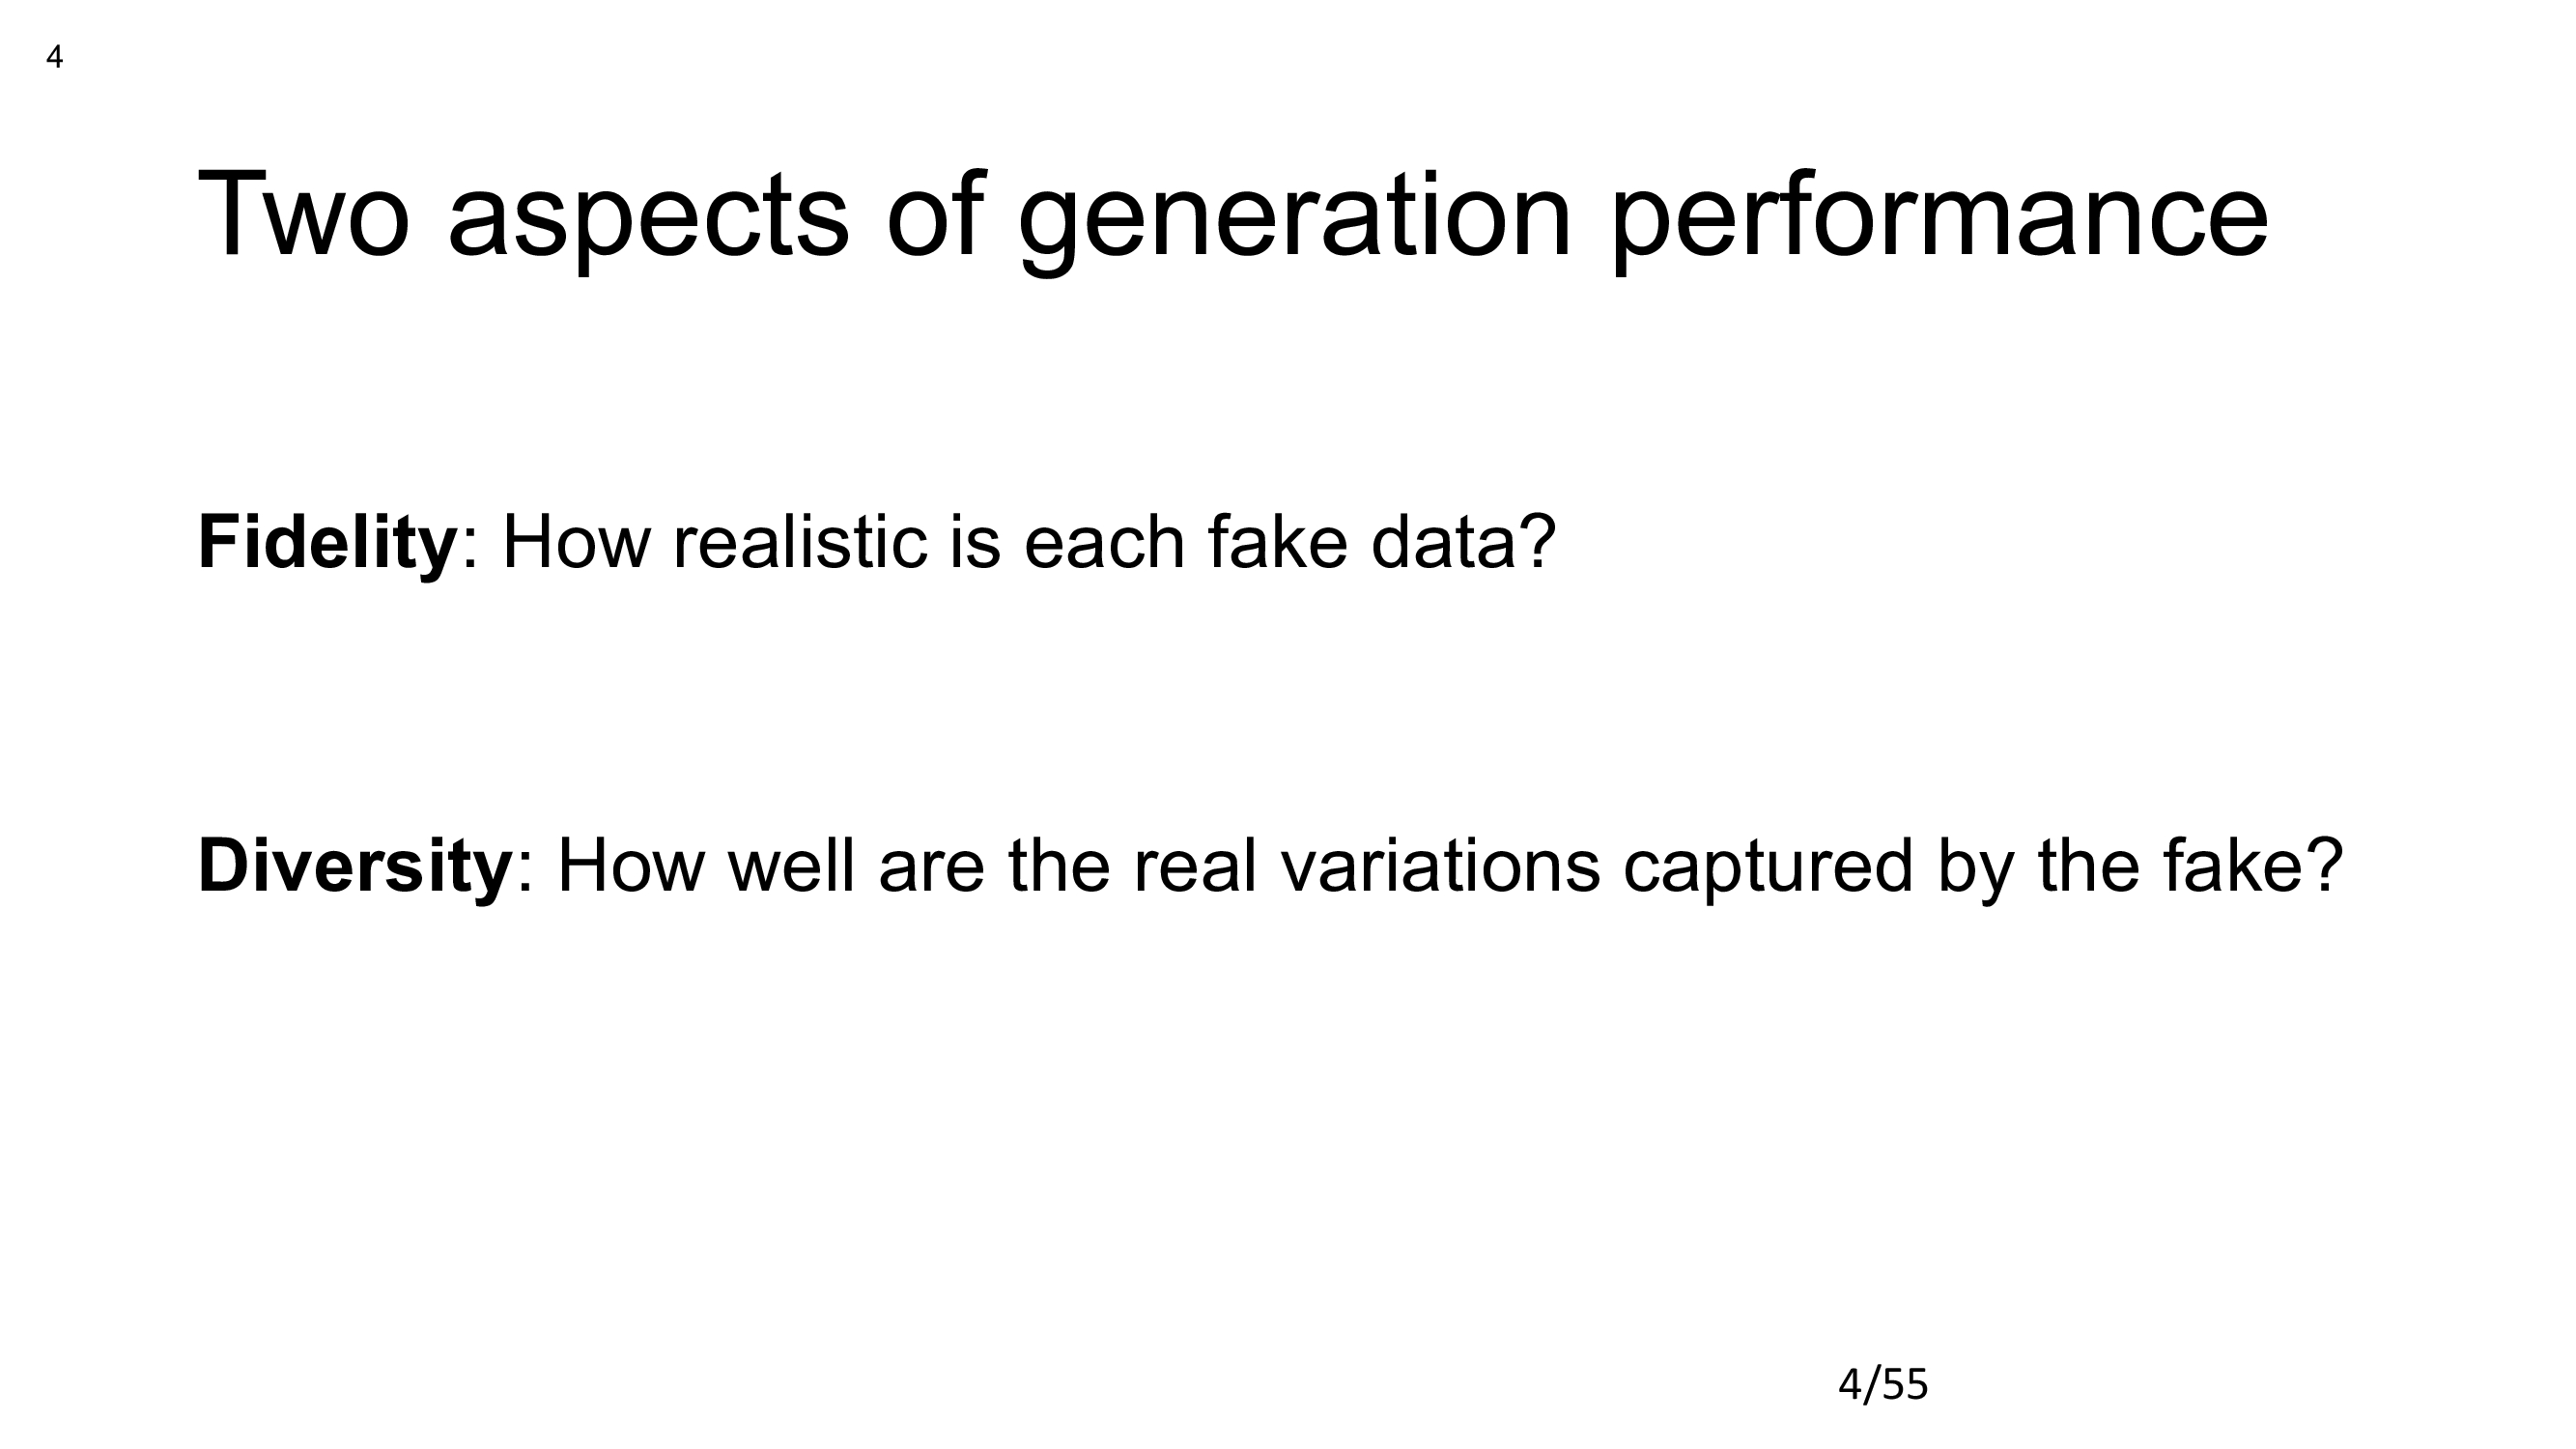 4
Two aspects of generation performance
Fidelity: How realistic is each fake data?
Diversity: How well are the real variations captured by the fake?
4/55